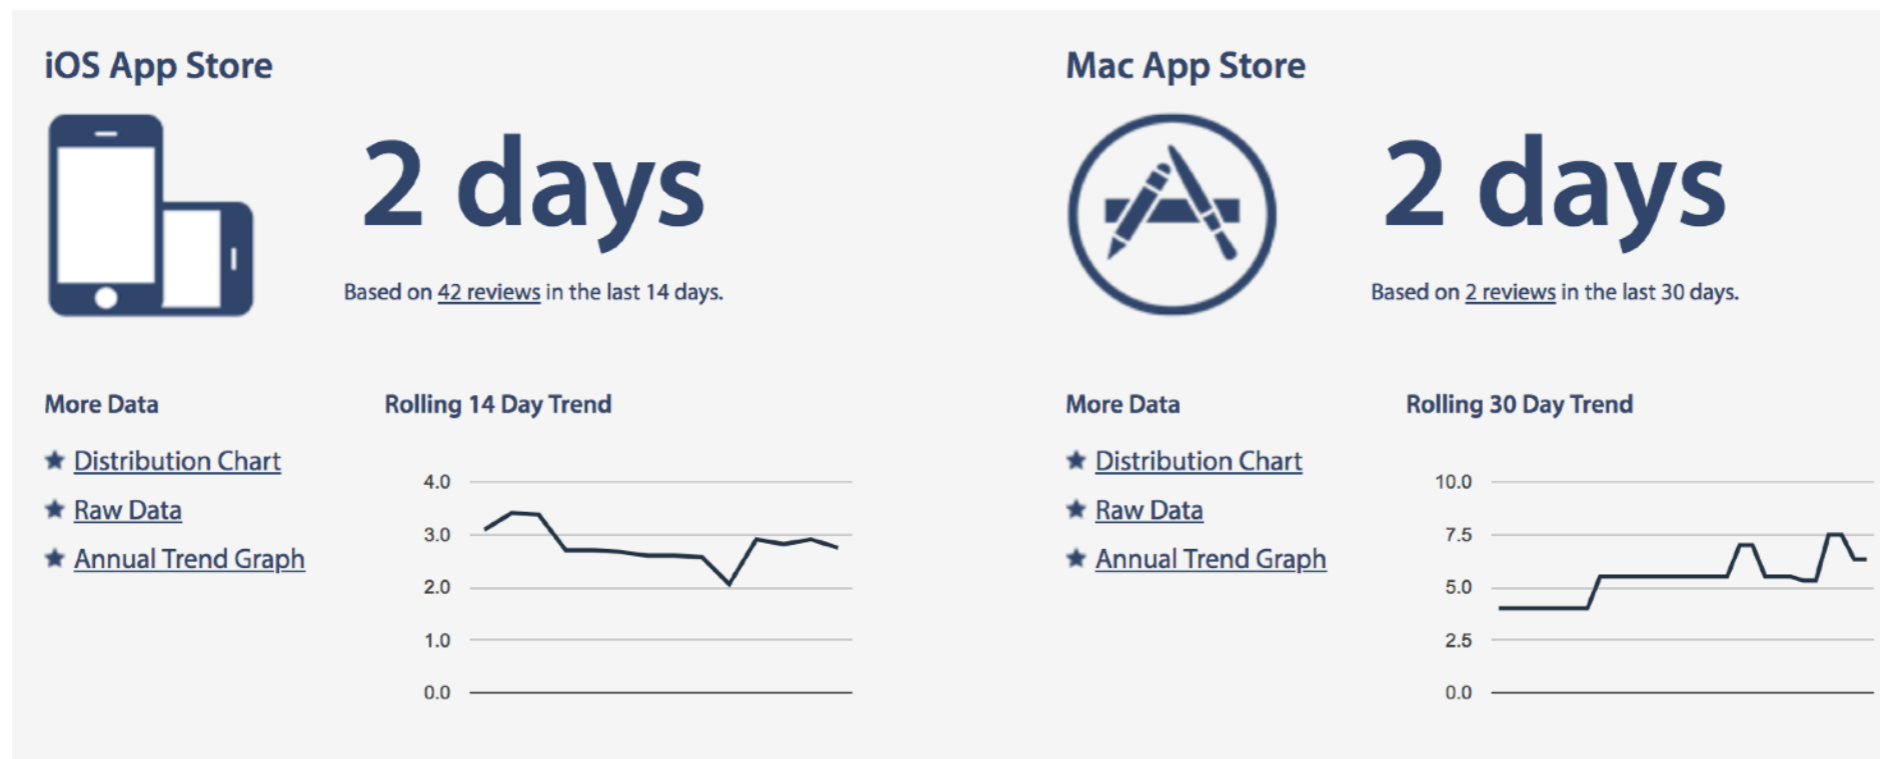 iOS App Store
2 days
Based on 42 reviews in the last 14 days.
More Data
Distribution Chart
Raw Data
Annual Trend Graph
Rolling 14 Day Trend
4.0
3.0
2.0
1.0
0.0
Mac App Store
2 days
Based on 2 reviews in the last 30 days.
More Data
Distribution Chart
Raw Data
Annual Trend Graph
Rolling 30 Day Trend
10.0
7.5
5.0
2.5
0.0